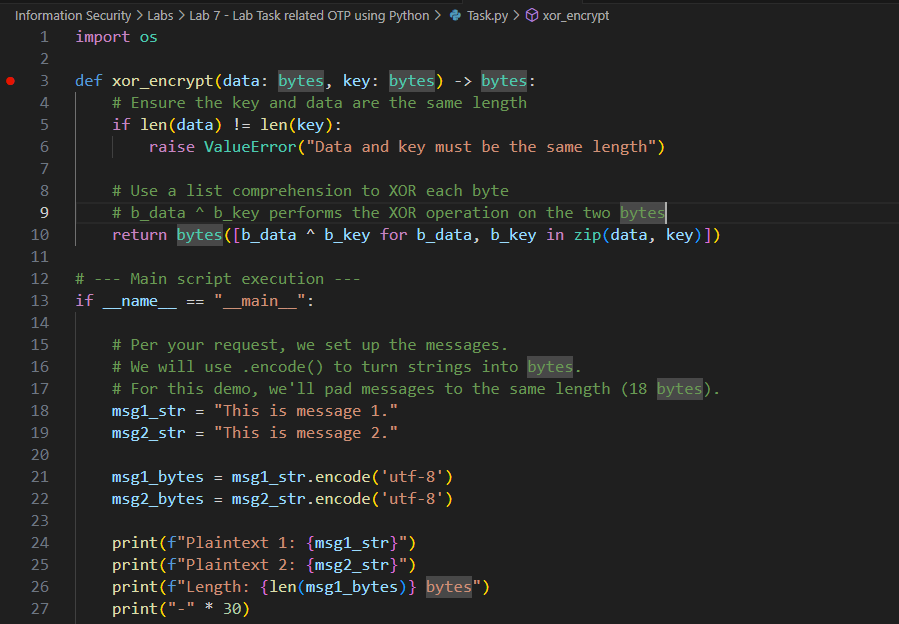 Information Security > Labs > Lab 7 - Lab Task related OTP using Python > Task.py > xor_encrypt
1 import os
2
3 def xor_encrypt(data: bytes, key: bytes) -> bytes:
4     # Ensure the key and data are the same length
5     if len(data) != len(key):
6         raise ValueError("Data and key must be the same length")
7
8     # Use a list comprehension to XOR each byte
9     # b_data ^ b_key performs the XOR operation on the two bytes
10     return bytes([b_data ^ b_key for b_data, b_key in zip(data, key)])
11
12 # --- Main script execution ---
13 if __name__ == "__main__":
14
15     # Per your request, we set up the messages.
16     # We will use .encode() to turn strings into bytes.
17     # For this demo, we'll pad messages to the same length (18 bytes).
18     msg1_str = "This is message 1."
19     msg2_str = "This is message 2."
20
21     msg1_bytes = msg1_str.encode('utf-8')
22     msg2_bytes = msg2_str.encode('utf-8')
23
24     print(f"Plaintext 1: {msg1_str}")
25     print(f"Plaintext 2: {msg2_str}")
26     print(f"Length: {len(msg1_bytes)} bytes")
27     print("-" * 30)